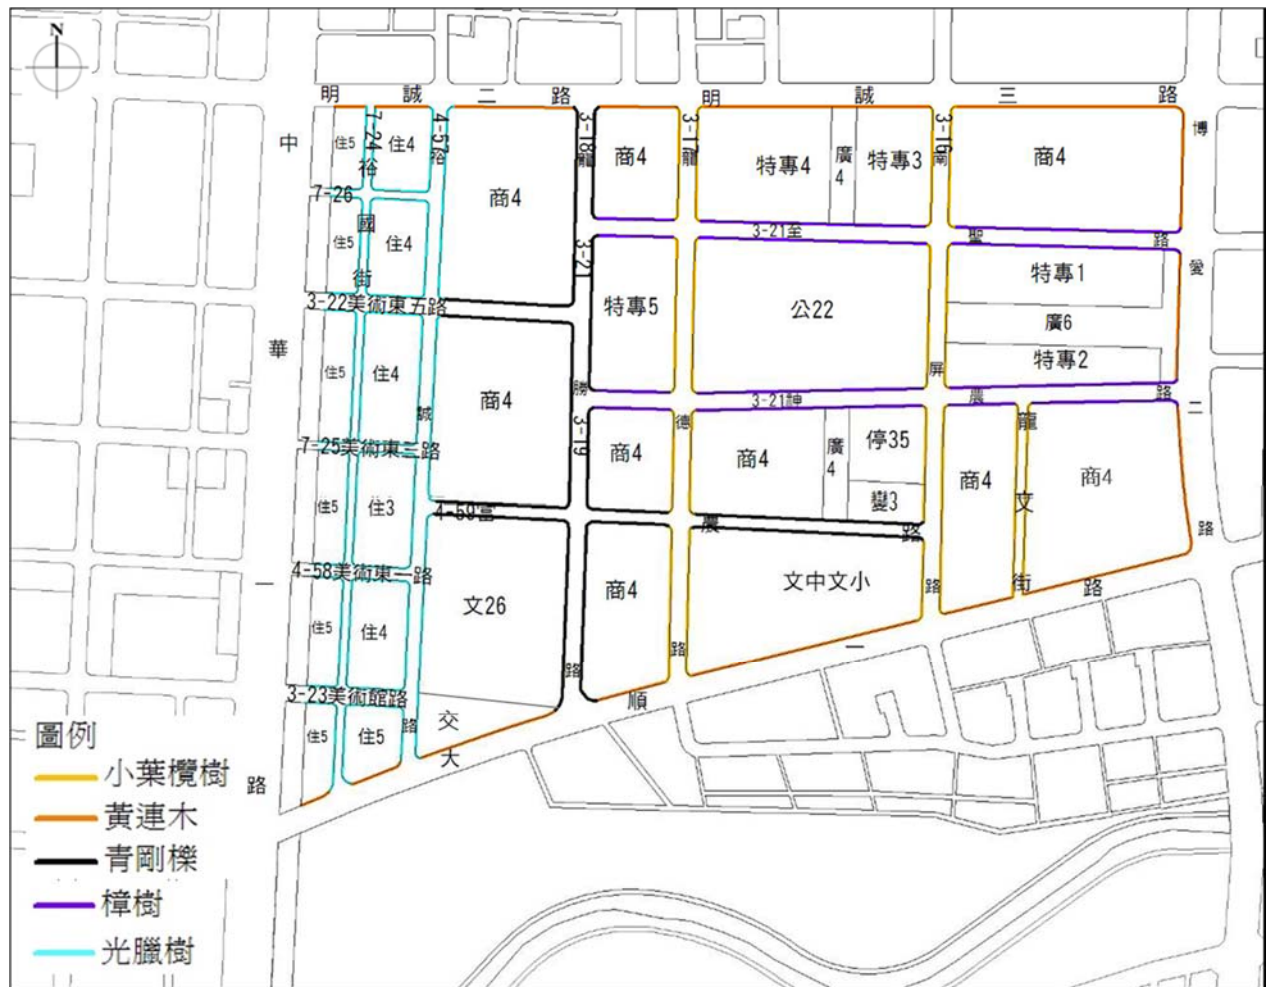 N
明 誠 二 路 明 誠 三 路
中 華 一 路
博 愛 二 路
7-24 裕 國 街
4-57 裕 誠 路
3-18 龍
3-17 龍 德 路
3-16 南 屏 路
住5 住4
商4
商4
特專4
廣4
特專3
商4
7-26
住5 住4
3-21 勝
3-21至 聖 路
特專5
公22
特專1
廣6
特專2
3-22美術東五路
住5 住4
商4
3-21神 農 路
3-19 路
商4
商4
廣4
停35
變3
商4
龍 文 街
商4
7-25美術東三路
住5 住3
4-59富 農 路
4-58美術東一路
住5 住4
文26
商4
文中文小
3-23美術館路
住5 住5
交
大 順 一 路
圖例
小葉欖樹
黃連木
青剛櫟
樟樹
光臘樹